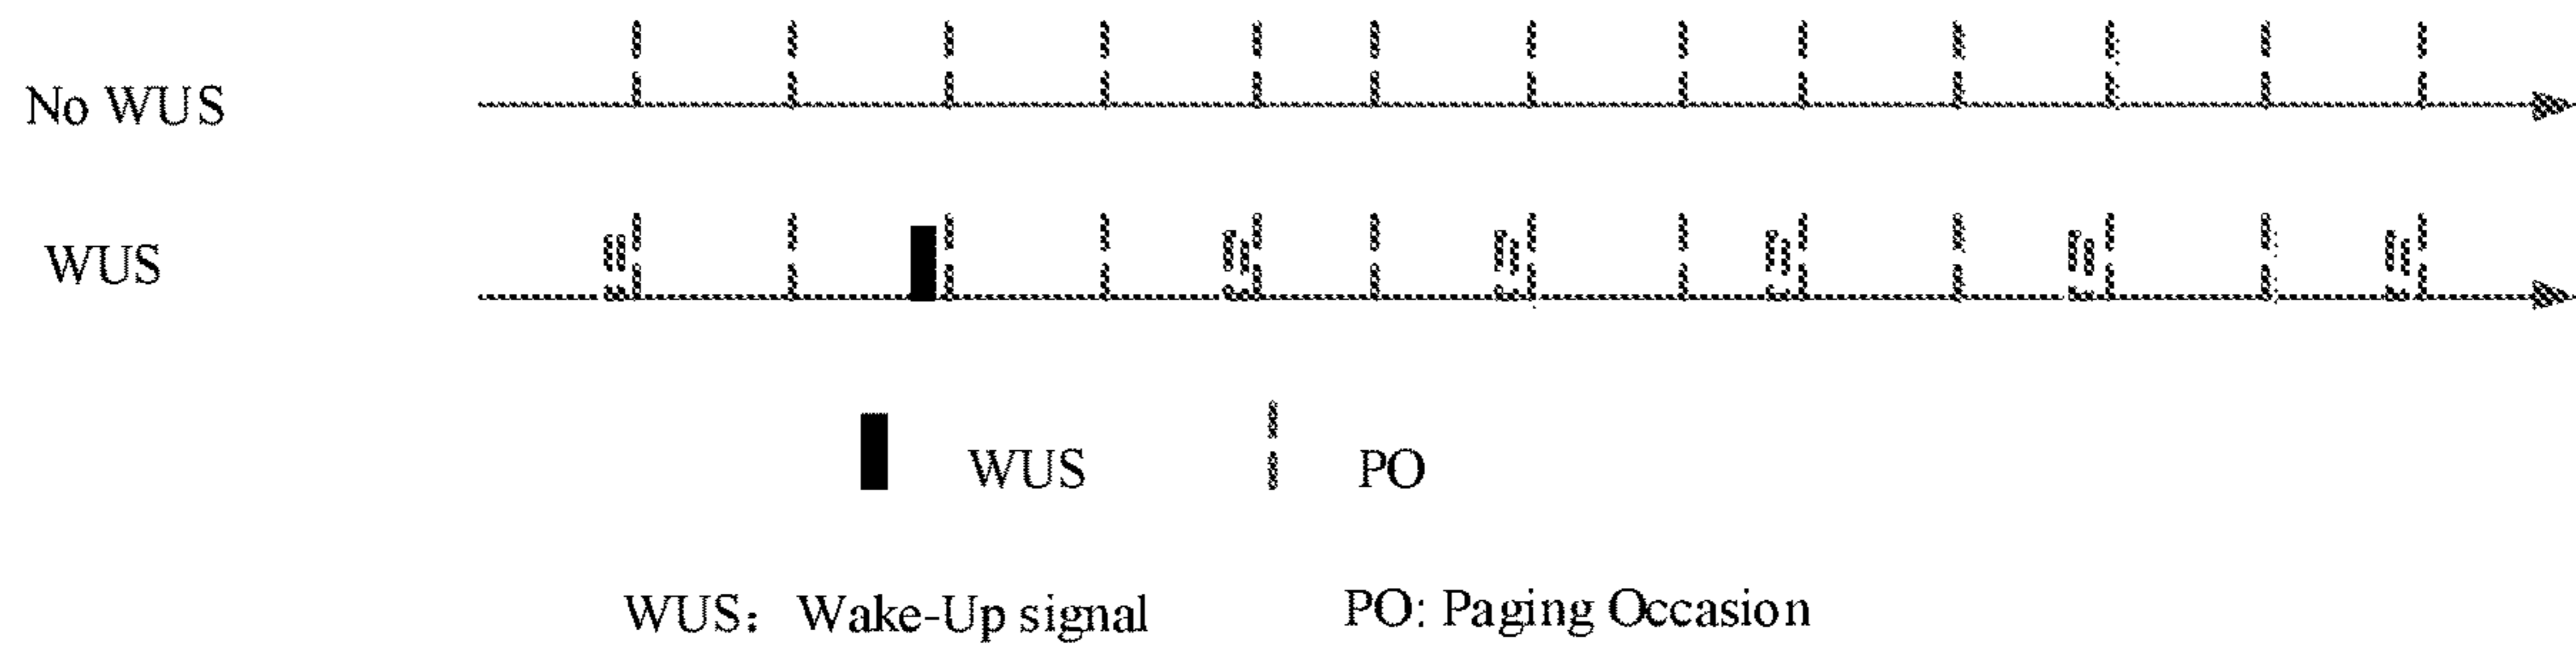 No WUS
WUS
WUS PO
WUS： Wake-Up signal PO: Paging Occasion